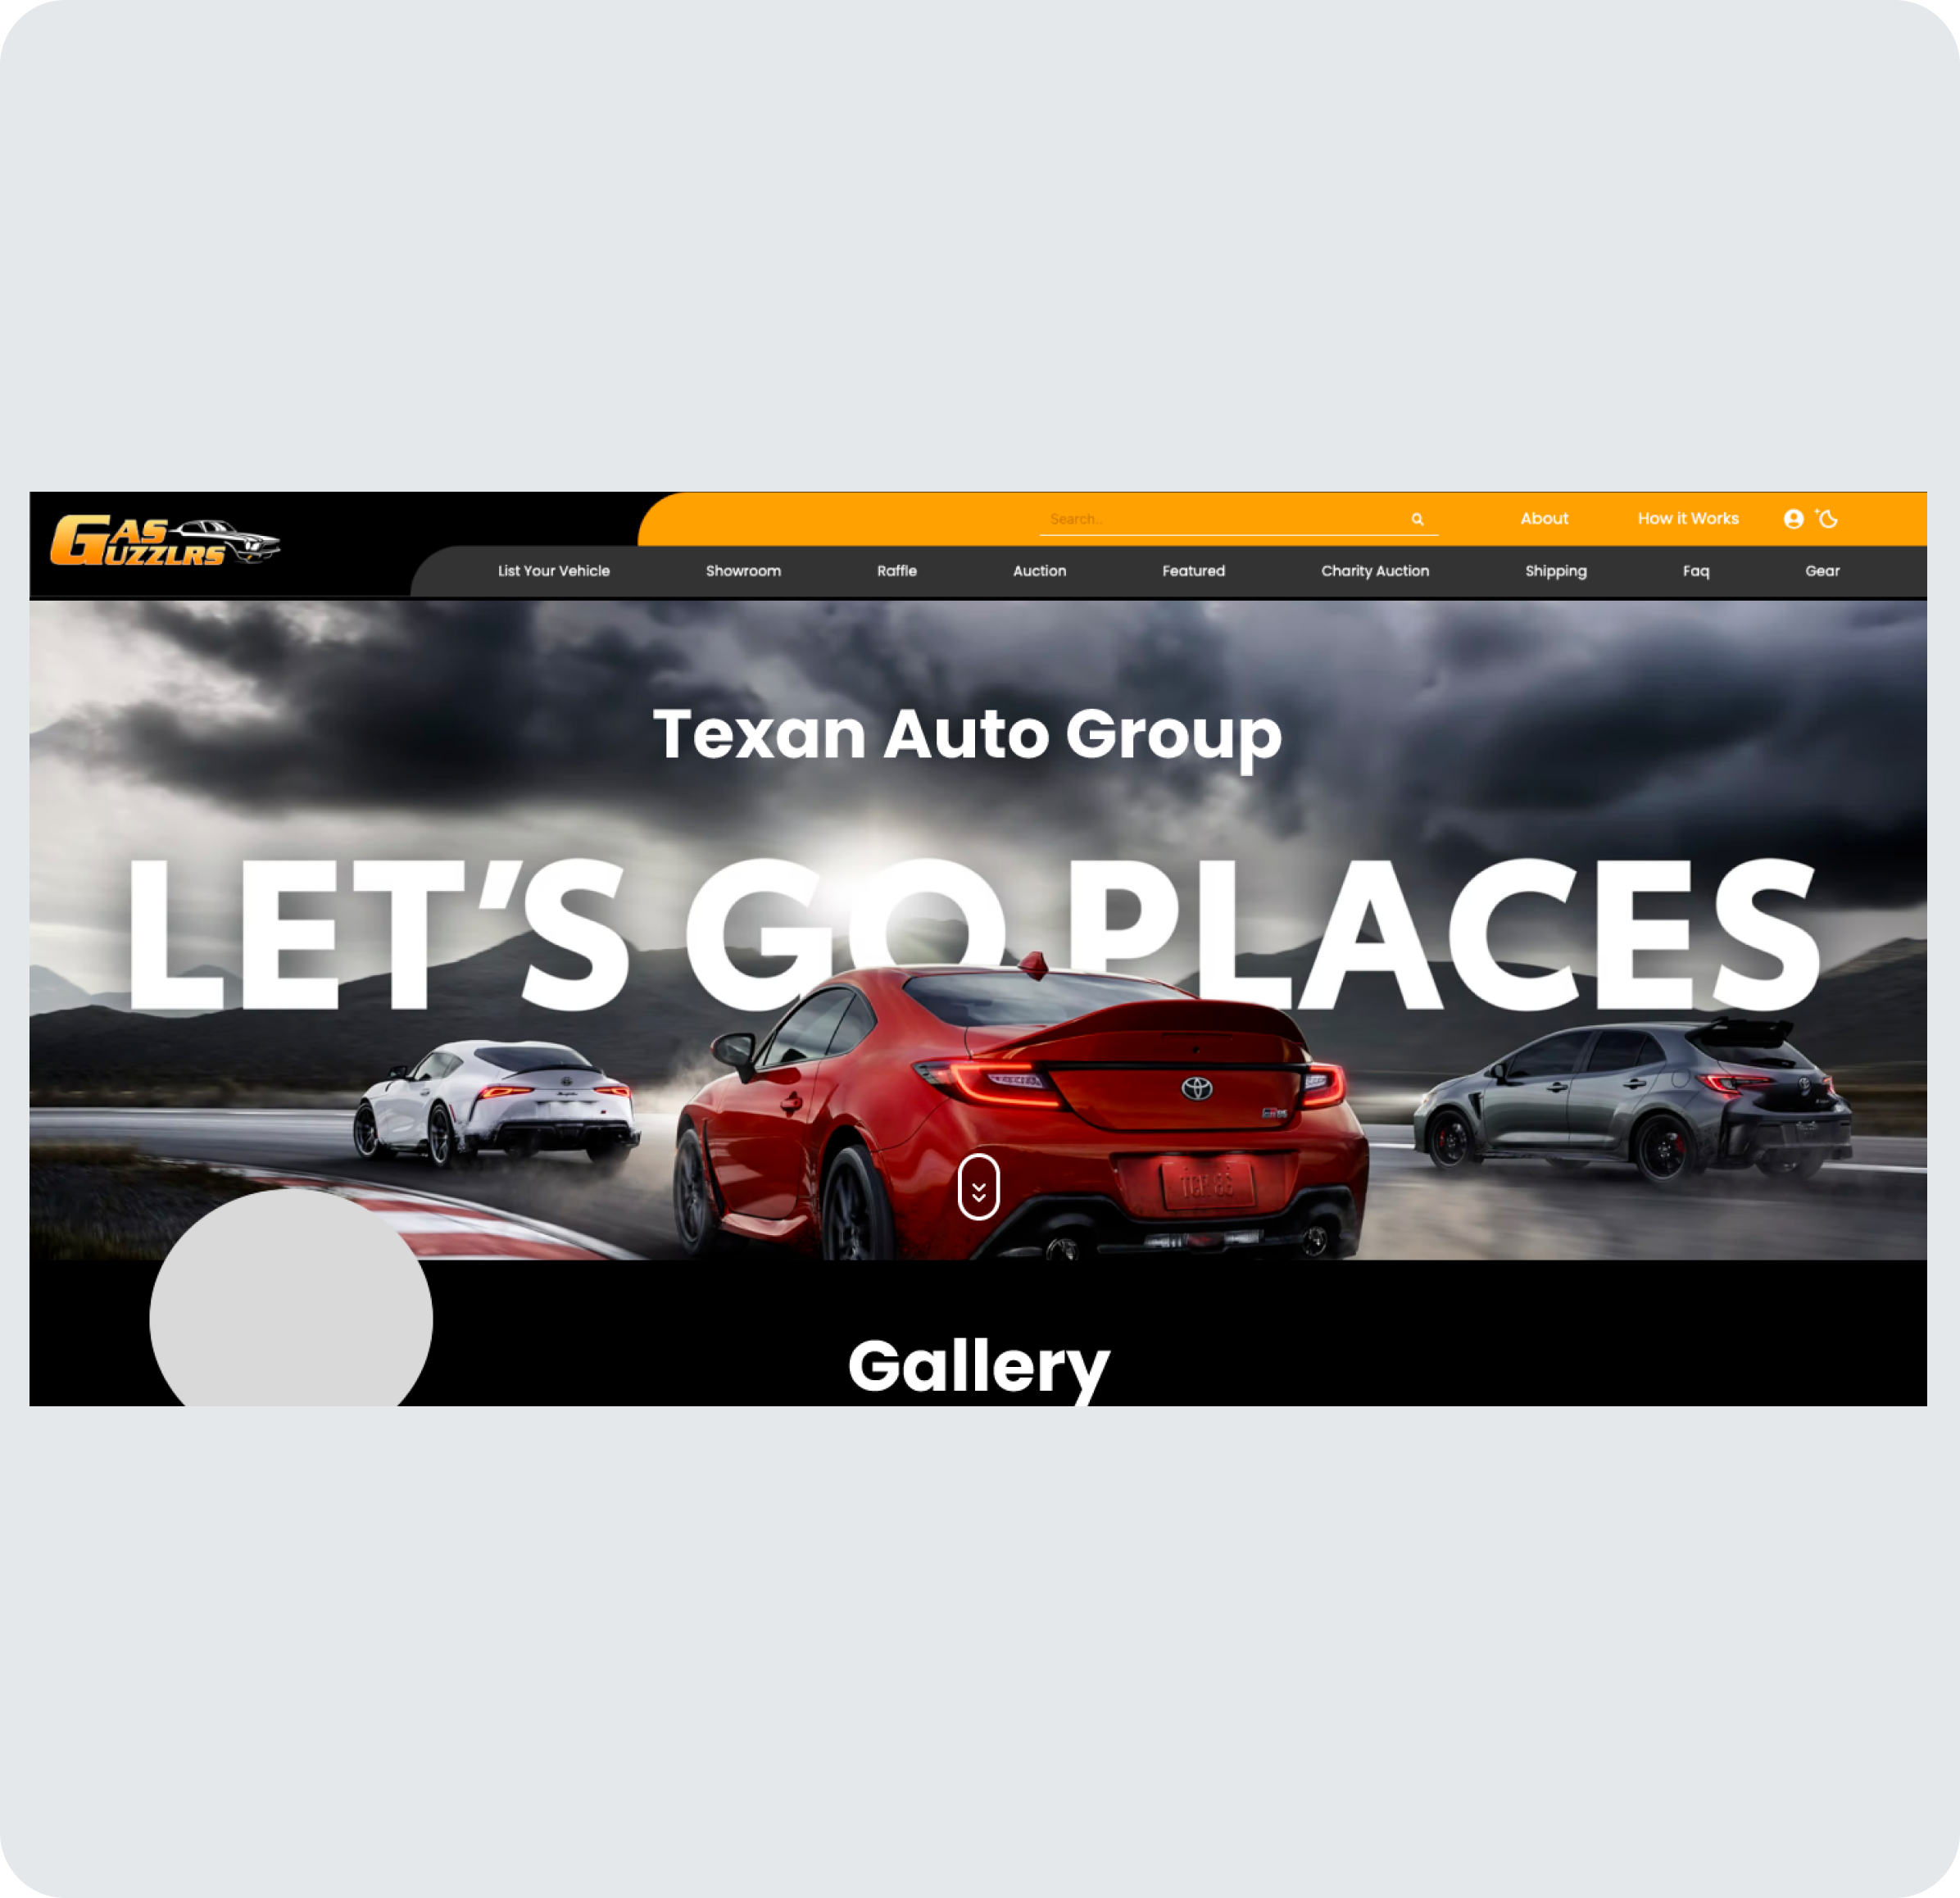 GAS
GUZZLRS
Search..
About
How it Works
List Your Vehicle
Showroom
Raffle
Auction
Featured
Charity Auction
Shipping
Faq
Gear
Texan Auto Group
LET'S GO PLACES
Gallery